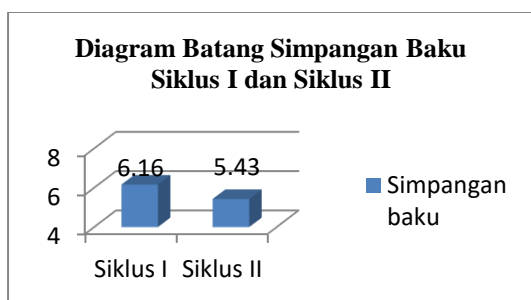 Diagram Batang Simpangan Baku
Siklus I dan Siklus II
8
6
4
6.16
5.43
Siklus I
Siklus II
Simpangan
baku